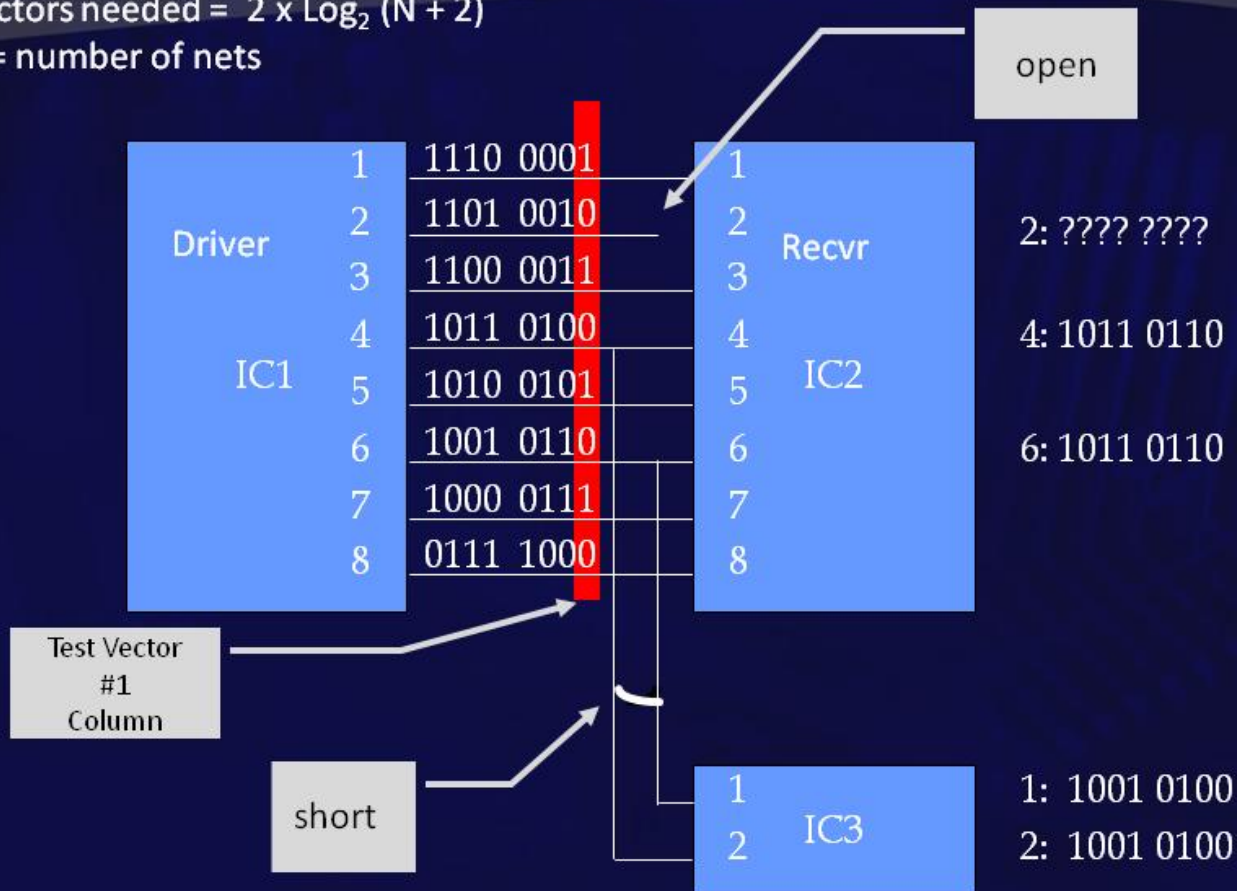 ctors needed = 2 x Log₂ (N + 2)
= number of nets
open
1 1110 0001 1
2 1101 0010 2
Driver Recvr
3 1100 0011 3
4 1011 0100 4
IC1 IC2
5 1010 0101 5
6 1001 0110 6
7 1000 0111 7
8 0111 1000 8
2: ???? ????
4: 1011 0110
6: 1011 0110
Test Vector
#1
Column
short
1
2
IC3
1: 1001 0100
2: 1001 0100